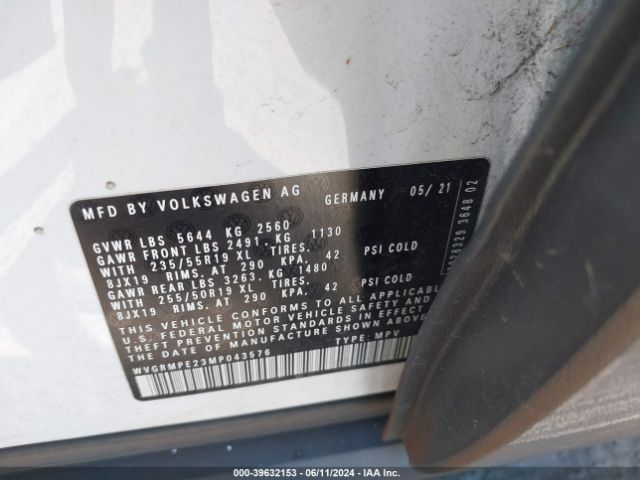 MFD BY VOLKSWAGEN AG GERMANY 05/ 21
GVWR LBS 5644 KG 2560
GAWR FRONT LBS 2491, KG 1130
WITH 235/55R19 XL TIRES,
8JX19 RIMS, AT 290 KPA, 42 PSI COLD
GAWR REAR LBS 3263, KG 1480
WITH 255/50R19 XL TIRES,
8JX19 RIMS, AT 290 KPA, 42 PSI COLD
THIS VEHICLE CONFORMS TO ALL APPLICABLE
U.S. FEDERAL MOTOR VEHICLE SAFETY AND
THEFT PREVENTION STANDARDS IN EFFECT
THE DATE OF MANUFACTURE SHOWN
WVGRMPE23MP043576 TYPE: MPV
3648 02
000-39632153 - 06/11/2024 - IAA Inc.